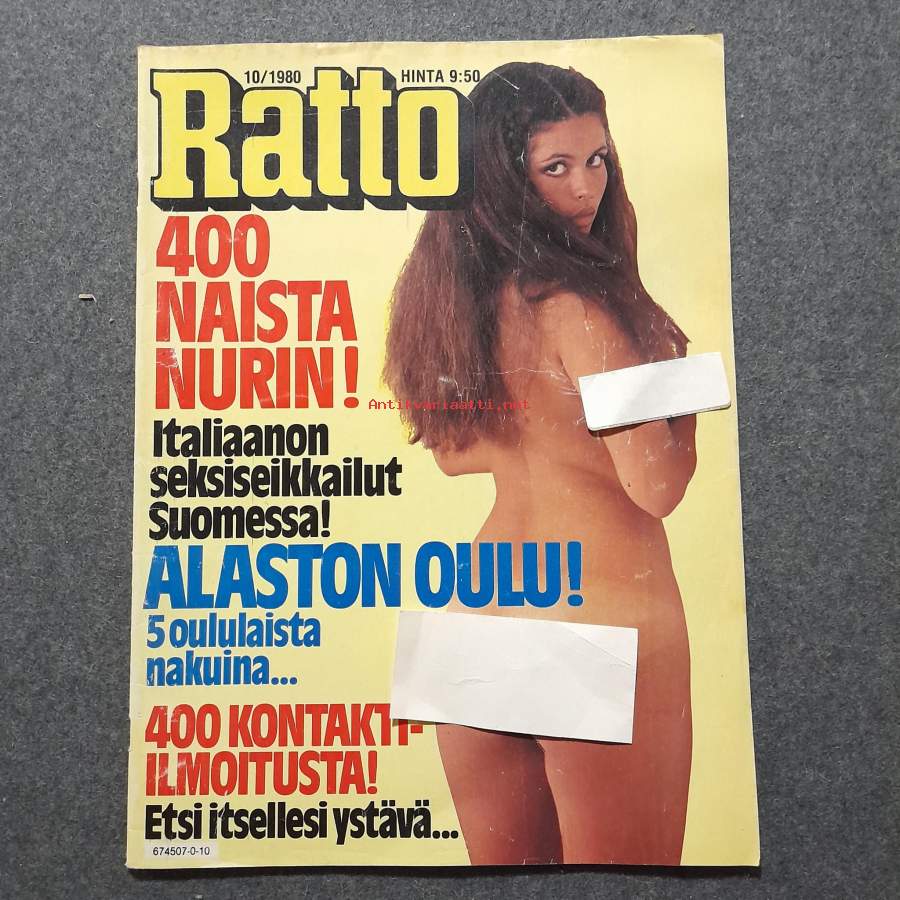 10/1980 HINTA 9:50
Ratto
400
NAISTA
NURIN!
Antikvariaatti.net
Italiaanon
seksiseikkailut
Suomessa!
ALASTON OULU!
5 oululaista
nakuina...
400 KONTAKTI-
ILMOITUSTA!
Etsi itsellesi ystävä...
674507-0-10